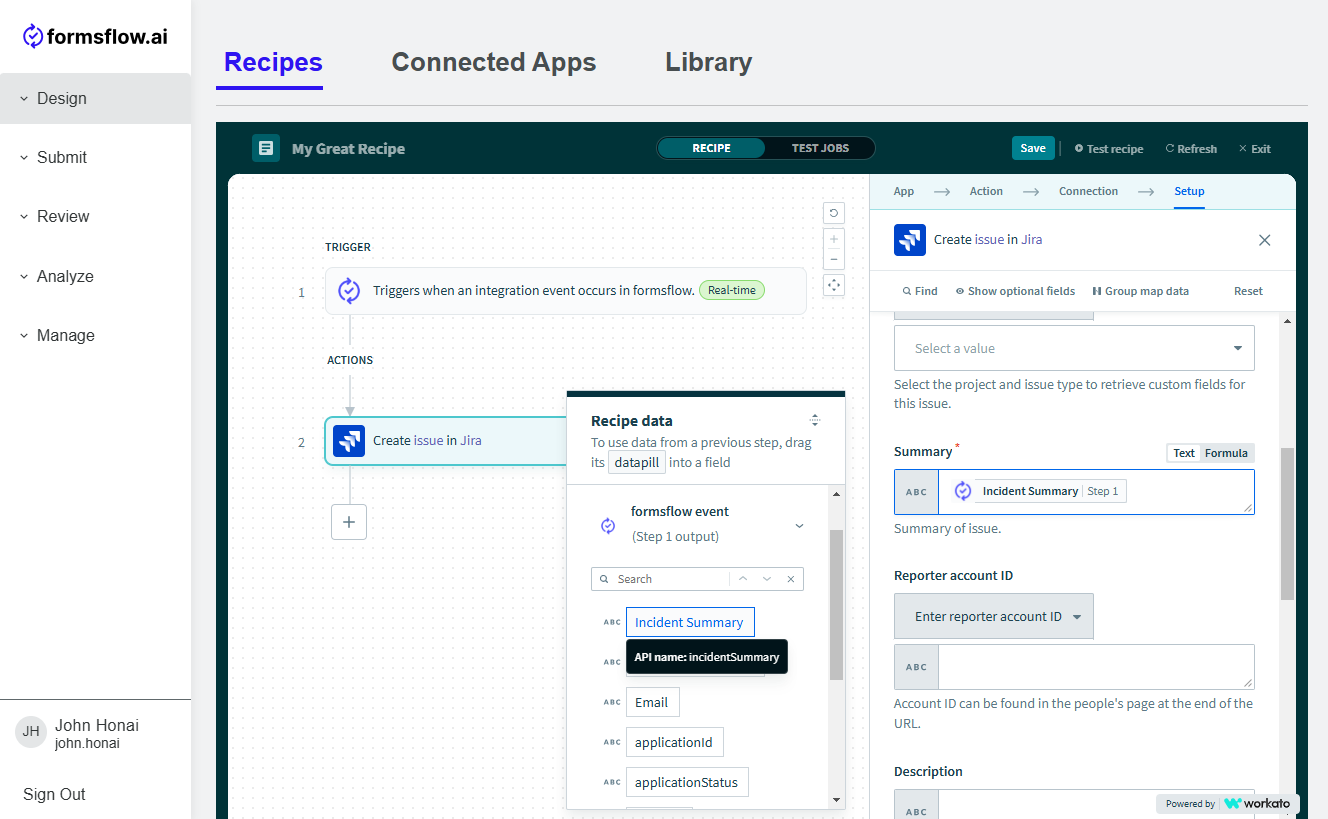 formsflow.ai
Design
Submit
Review
Analyze
Manage
JH
John Honai
john.honai
Sign Out
Recipes
Connected Apps
Library
My Great Recipe
RECIPE
TEST JOBS
Save
Test recipe
Refresh
Exit
TRIGGER
1
Triggers when an integration event occurs in formsflow.
Real-time
ACTIONS
2
Create issue in Jira
Recipe data
To use data from a previous step, drag
its datapill into a field
formsflow event
(Step 1 output)
Search
ABC Incident Summary
API name: incidentSummary
ABC
ABC Email
ABC applicationId
ABC applicationStatus
App
Action
Connection
Setup
Create issue in Jira
Find
Show optional fields
Group map data
Reset
Select a value
Select the project and issue type to retrieve custom fields for
this issue.
Summary *
Text Formula
ABC Incident Summary Step 1
Summary of issue.
Reporter account ID
Enter reporter account ID
ABC
Account ID can be found in the people's page at the end of the
URL.
Description
ABC
Powered by workato